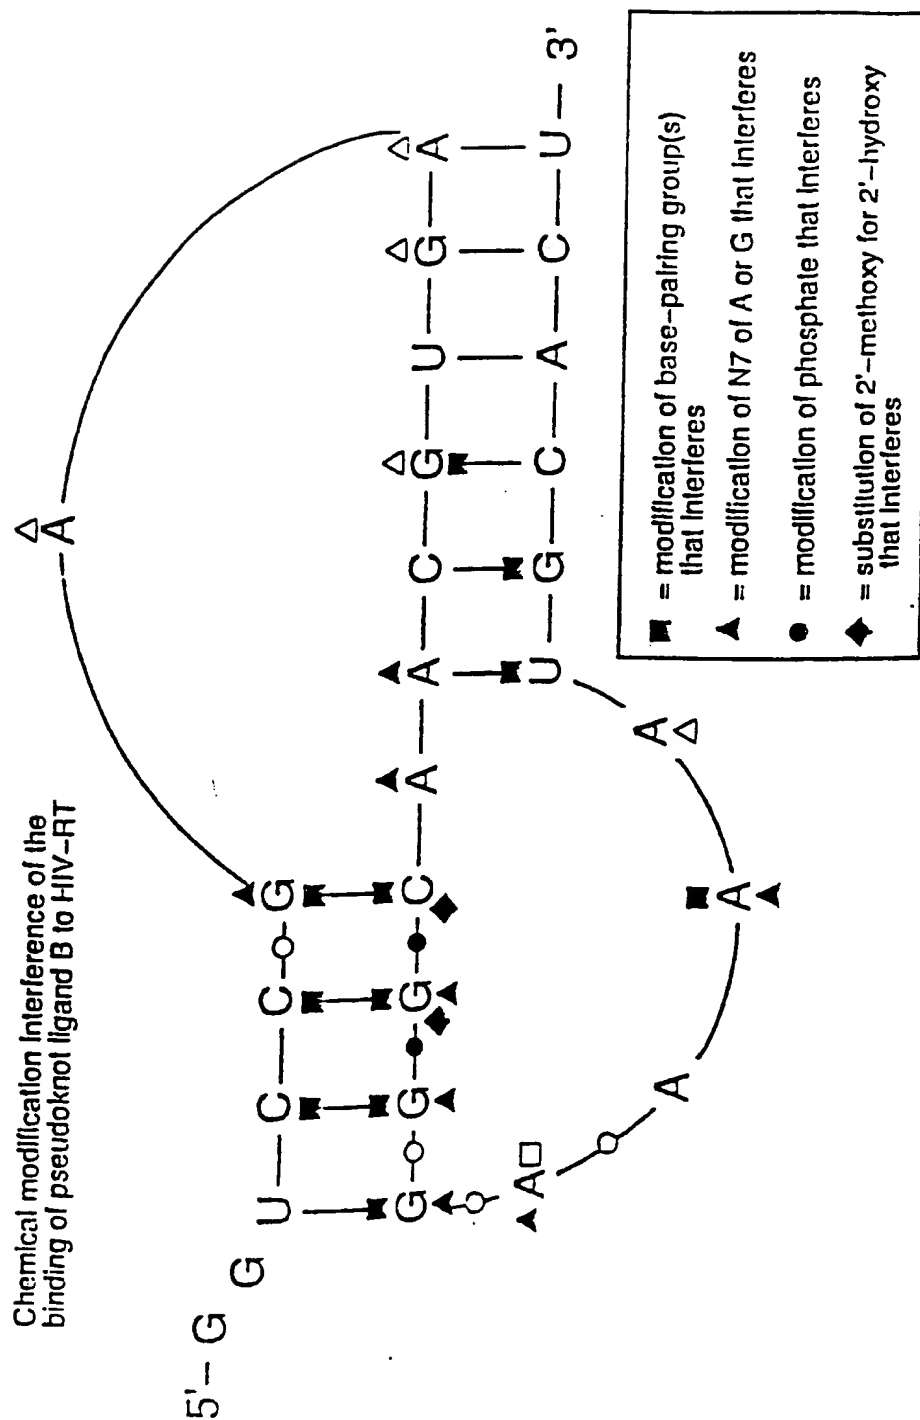 Chemical modification Interference of the
binding of pseudoknot ligand B to HIV–RT
A
5'–G G
U C C G
G G G C A A C G U G A
A U G C A C U 3'
A A
A
= modification of base–pairing group(s)
that Interferes
= modification of N7 of A or G that Interferes
= modification of phosphate that Interferes
= substitution of 2'–methoxy for 2'–hydroxy
that Interferes